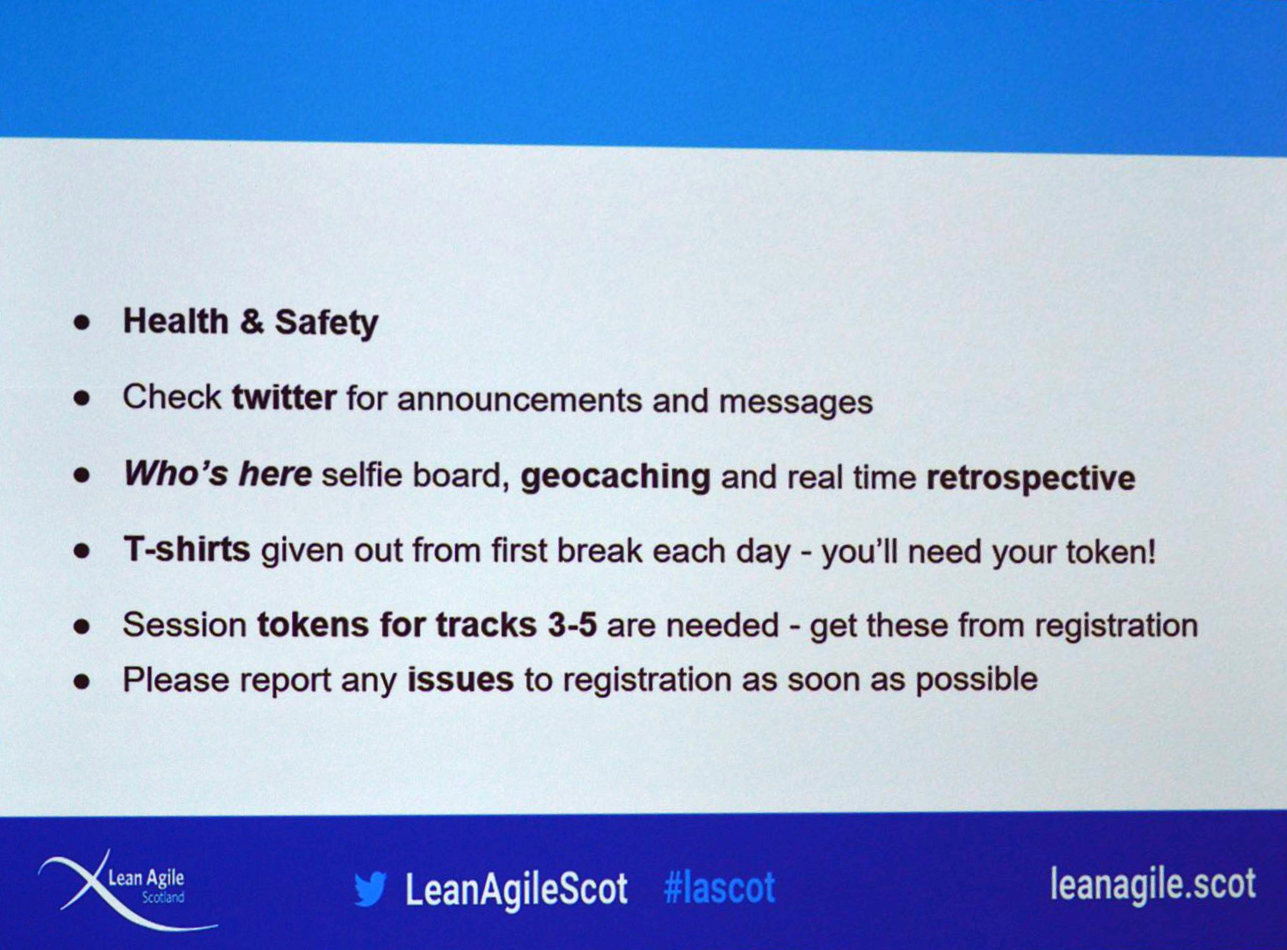 ● Health & Safety
● Check twitter for announcements and messages
● Who's here selfie board, geocaching and real time retrospective
● T-shirts given out from first break each day - you'll need your token!
● Session tokens for tracks 3-5 are needed - get these from registration
● Please report any issues to registration as soon as possible
Lean Agile
Scotland
LeanAgileScot #lascot
leanagile.scot